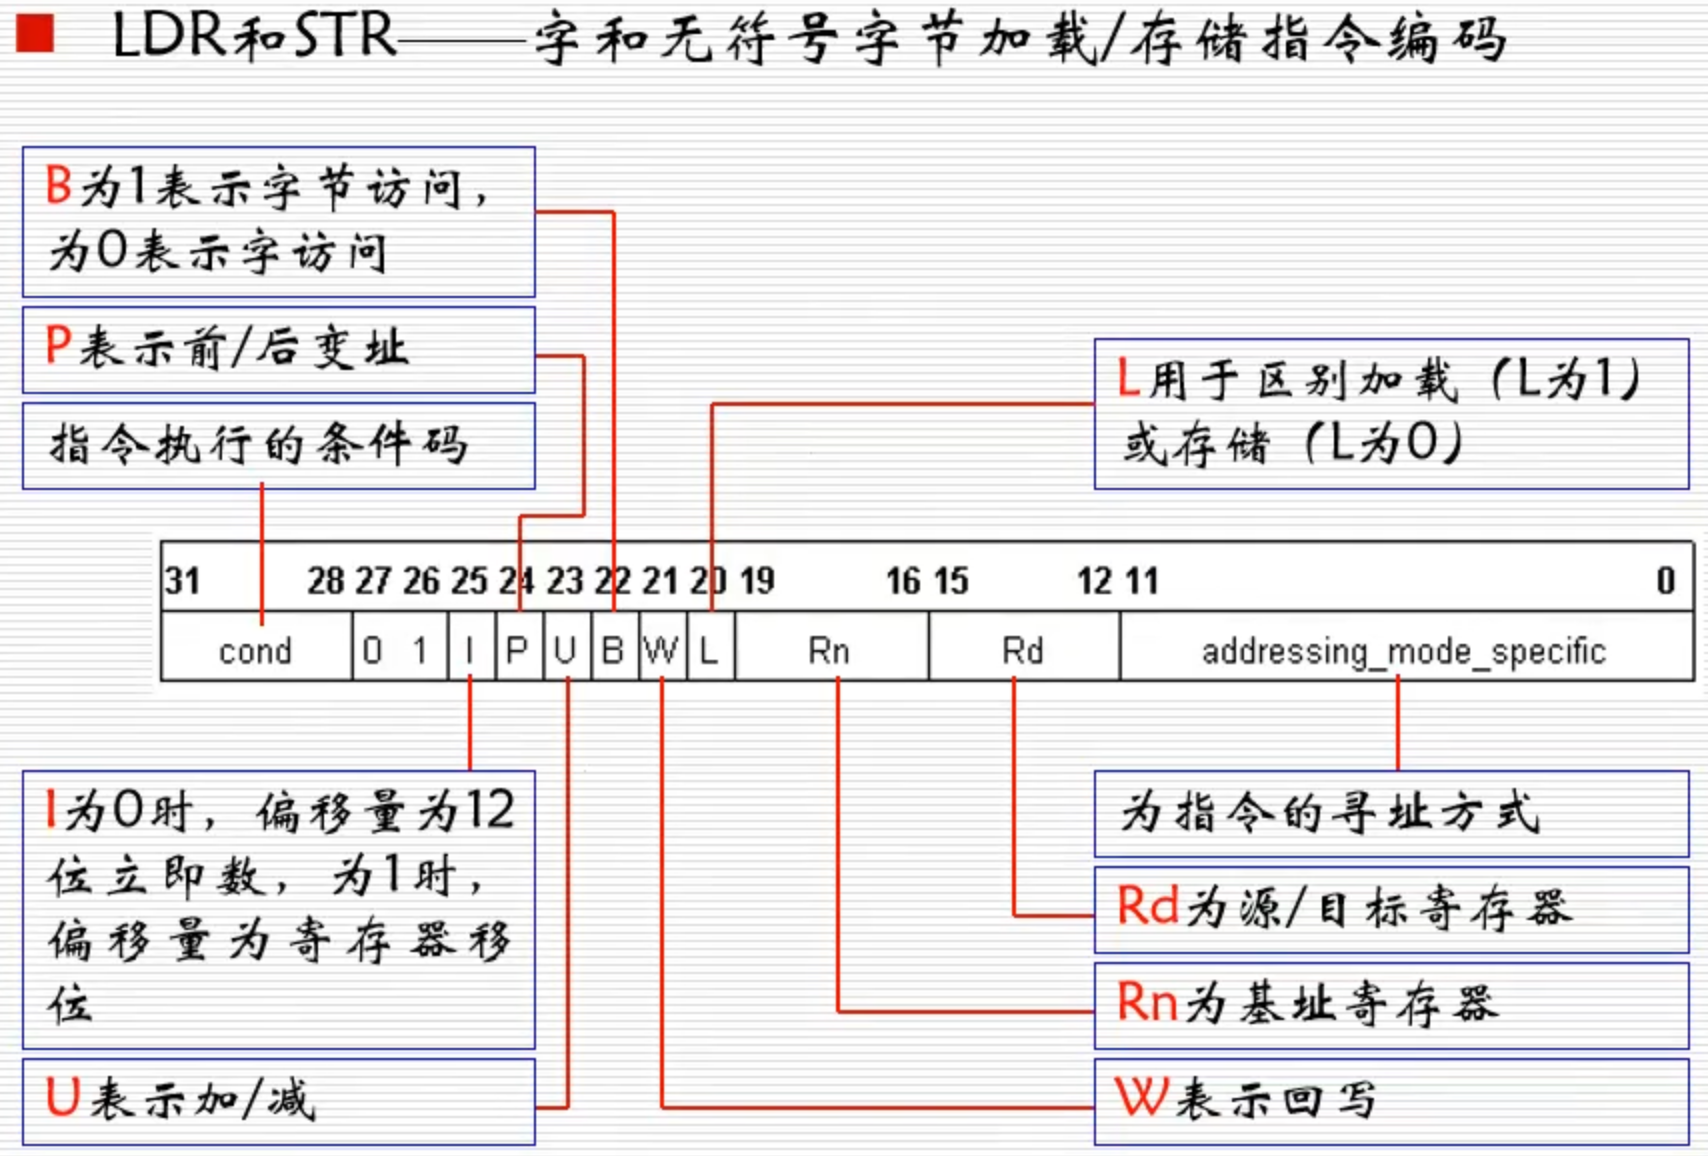 LDR和STR——字和无符号字节加载/存储指令编码
B为1表示字节访问，
为0表示字访问
P表示前/后变址
指令执行的条件码
L用于区别加载（L为1）
或存储（L为0）
31 28 27 26 25 24 23 22 21 20 19 16 15 12 11 0
cond 0 1 I P U B W L Rn Rd addressing_mode_specific
I为0时，偏移量为12
位立即数，为1时，
偏移量为寄存器移
位
U表示加/减
为指令的寻址方式
Rd为源/目标寄存器
Rn为基址寄存器
W表示回写